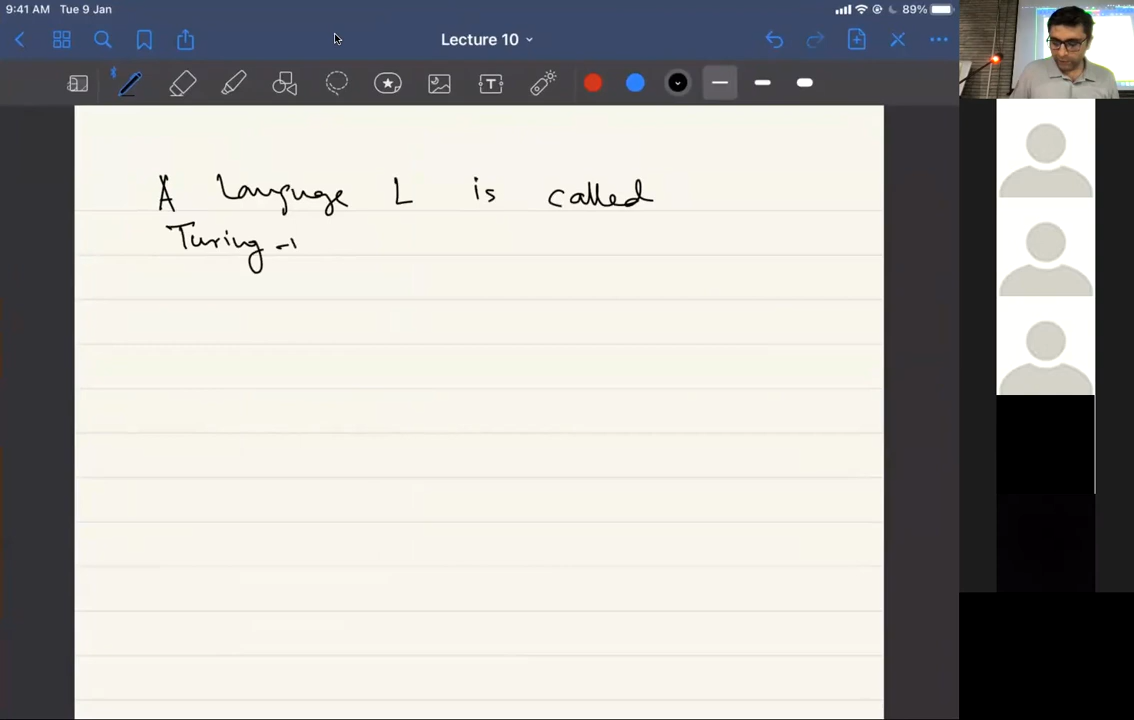 9:41 AM Tue 9 Jan
89%
Lecture 10
A Language L is called
Turing -